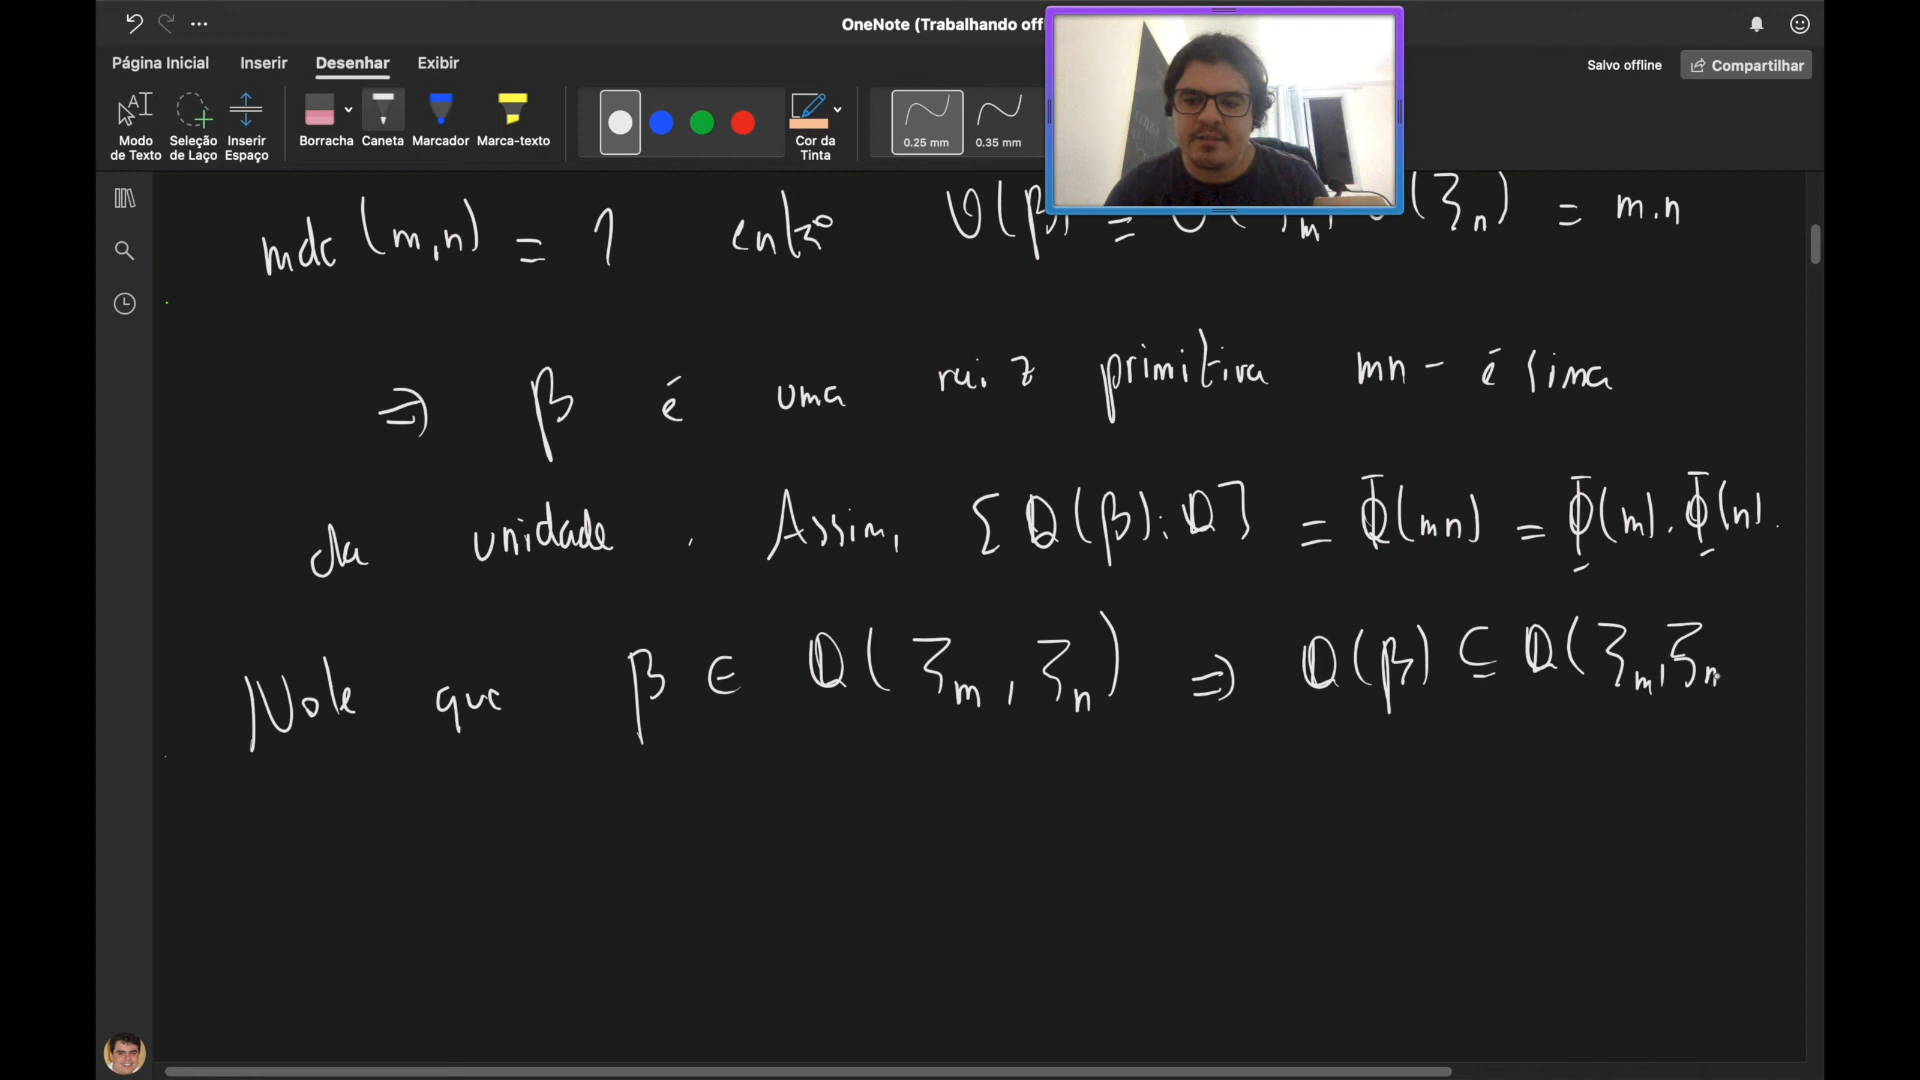 OneNote (Trabalhando offl
Página Inicial Inserir Desenhar Exibir
Salvo offline Compartilhar
Modo de Texto Seleção de Laço Inserir Espaço Borracha Caneta Marcador Marca-texto Cor da Tinta 0.25 mm 0.35 mm
mdc (m,n) = 1 então O(β) = O(ζm) O(ζn) = m.n
⇒ β é uma raiz primitiva mn-ésima
da unidade. Assim, [ℚ(β):ℚ] = Φ(mn) = Φ(m).Φ(n).
Note que β ∈ ℚ(ζm, ζn) ⇒ ℚ(β) ⊆ ℚ(ζm,ζn